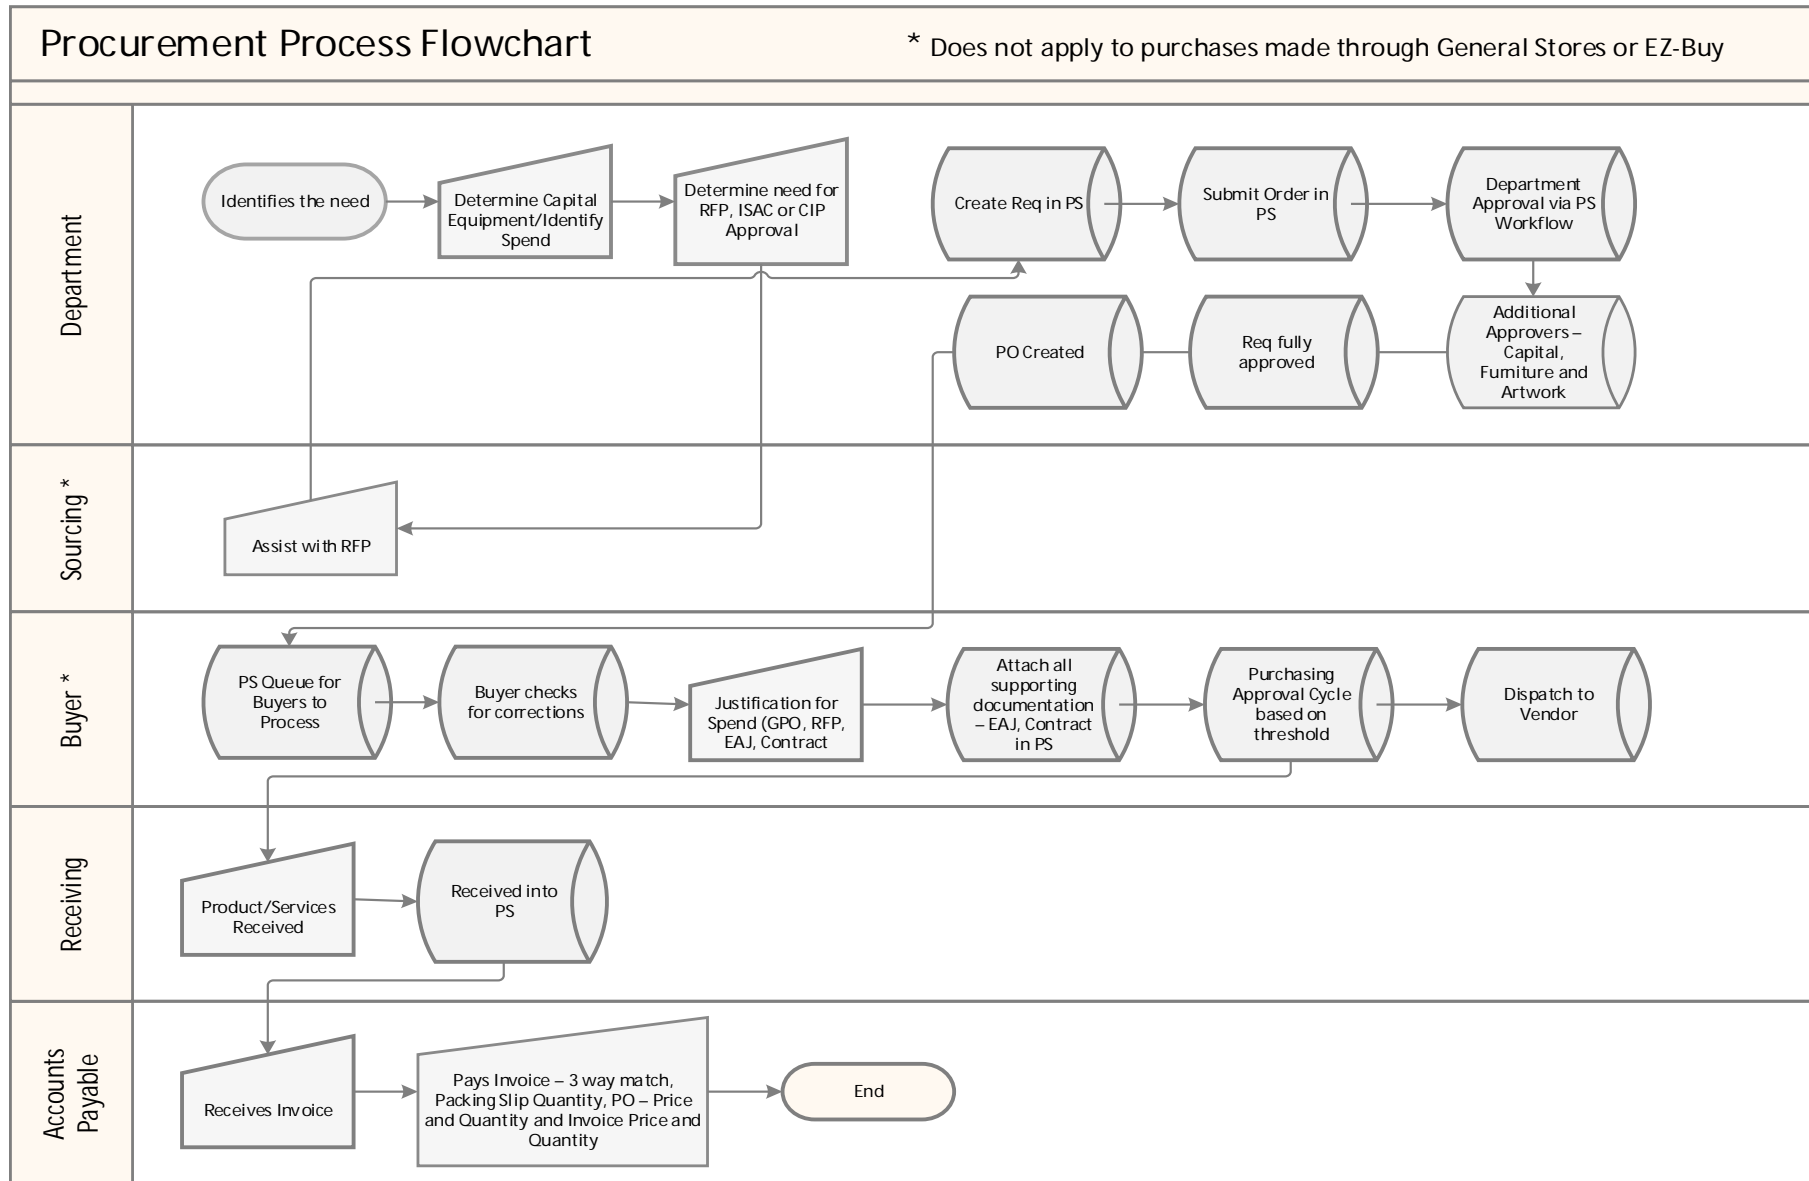 Procurement Process Flowchart
* Does not apply to purchases made through General Stores or EZ-Buy
Department
Identifies the need
Determine Capital
Equipment/Identify
Spend
Determine need for
RFP, ISAC or CIP
Approval
Create Req in PS
Submit Order in
PS
Department
Approval via PS
Workflow
PO Created
Req fully
approved
Additional
Approvers –
Capital,
Furniture and
Artwork
Sourcing *
Assist with RFP
Buyer *
PS Queue for
Buyers to
Process
Buyer checks
for corrections
Justification for
Spend (GPO, RFP,
EAJ, Contract
Attach all
supporting
documentation
– EAJ, Contract
in PS
Purchasing
Approval Cycle
based on
threshold
Dispatch to
Vendor
Receiving
Product/Services
Received
Received into
PS
Accounts
Payable
Receives Invoice
Pays Invoice – 3 way match,
Packing Slip Quantity, PO – Price
and Quantity and Invoice Price and
Quantity
End